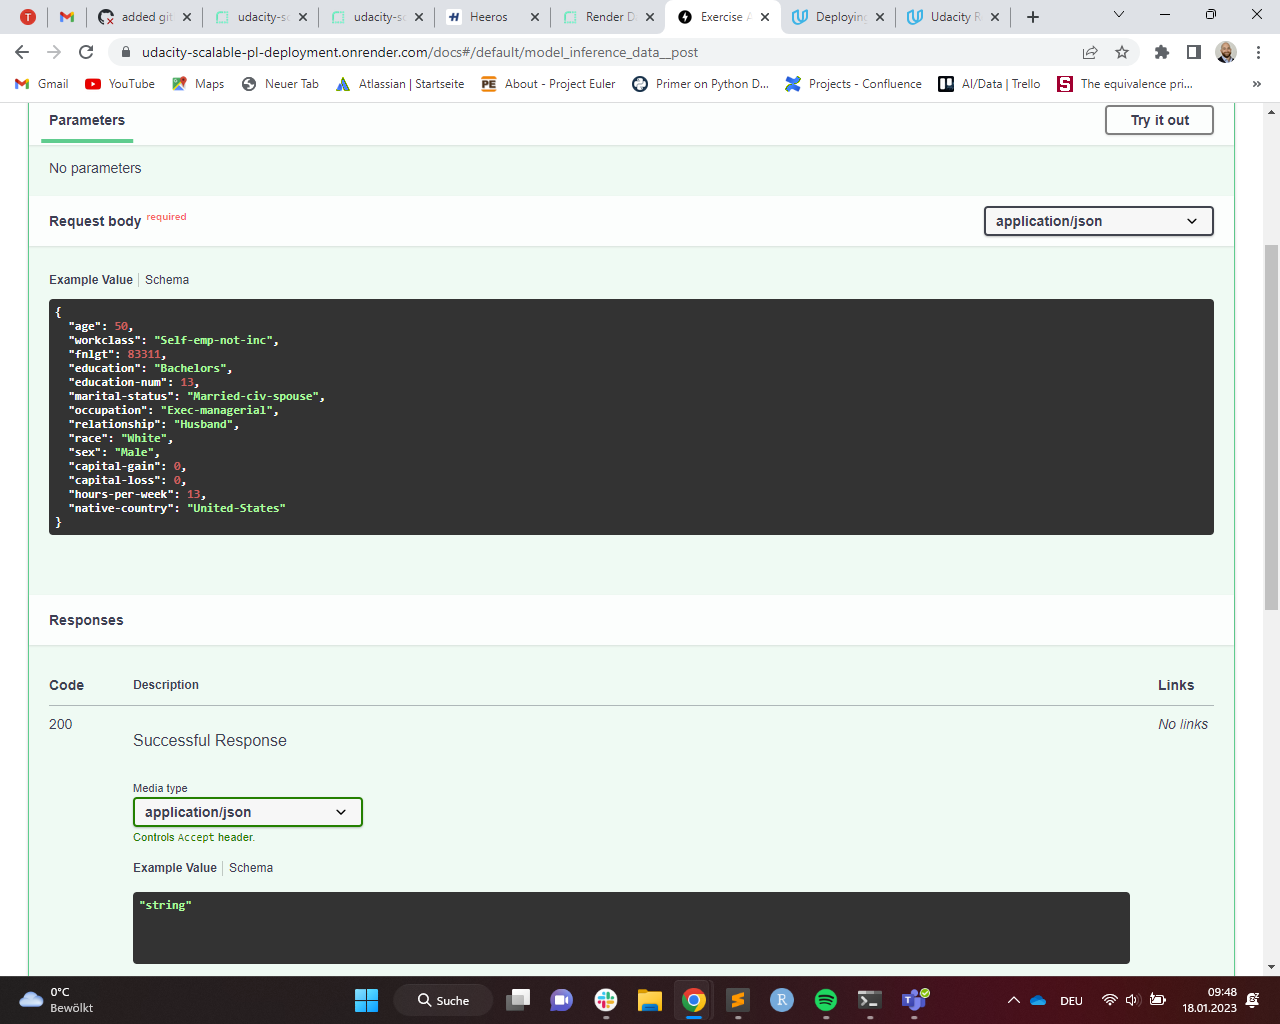 T
added git
udacity-sc
udacity-sc
Heeros
Render D
Exercise A
Deploying
Udacity R
udacity-scalable-pl-deployment.onrender.com/docs#/default/model_inference_data__post
Gmail
YouTube
Maps
Neuer Tab
Atlassian | Startseite
PE About - Project Euler
Primer on Python D...
Projects - Confluence
AI/Data | Trello
S The equivalence pri...
»
Parameters
Try it out
No parameters
Request body required
application/json
Example Value | Schema
{
"age": 50,
"workclass": "Self-emp-not-inc",
"fnlgt": 83311,
"education": "Bachelors",
"education-num": 13,
"marital-status": "Married-civ-spouse",
"occupation": "Exec-managerial",
"relationship": "Husband",
"race": "White",
"sex": "Male",
"capital-gain": 0,
"capital-loss": 0,
"hours-per-week": 13,
"native-country": "United-States"
}
Responses
Code Description Links
200 Successful Response No links
Media type
application/json
Controls Accept header.
Example Value | Schema
"string"
0°C
Bewölkt
Suche
R
DEU
09:48
18.01.2023